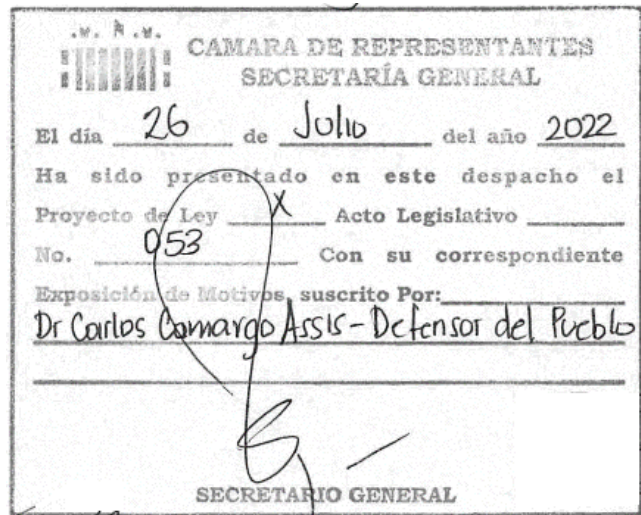 CAMARA DE REPRESENTANTES
SECRETARÍA GENERAL
El día 26 de Julio del año 2022
Ha sido presentado en este despacho el
Proyecto de Ley X Acto Legislativo
No. 053 Con su correspondiente
Exposición de Motivos, suscrito Por:
Dr Carlos Camargo Assis - Defensor del Pueblo
SECRETARIO GENERAL